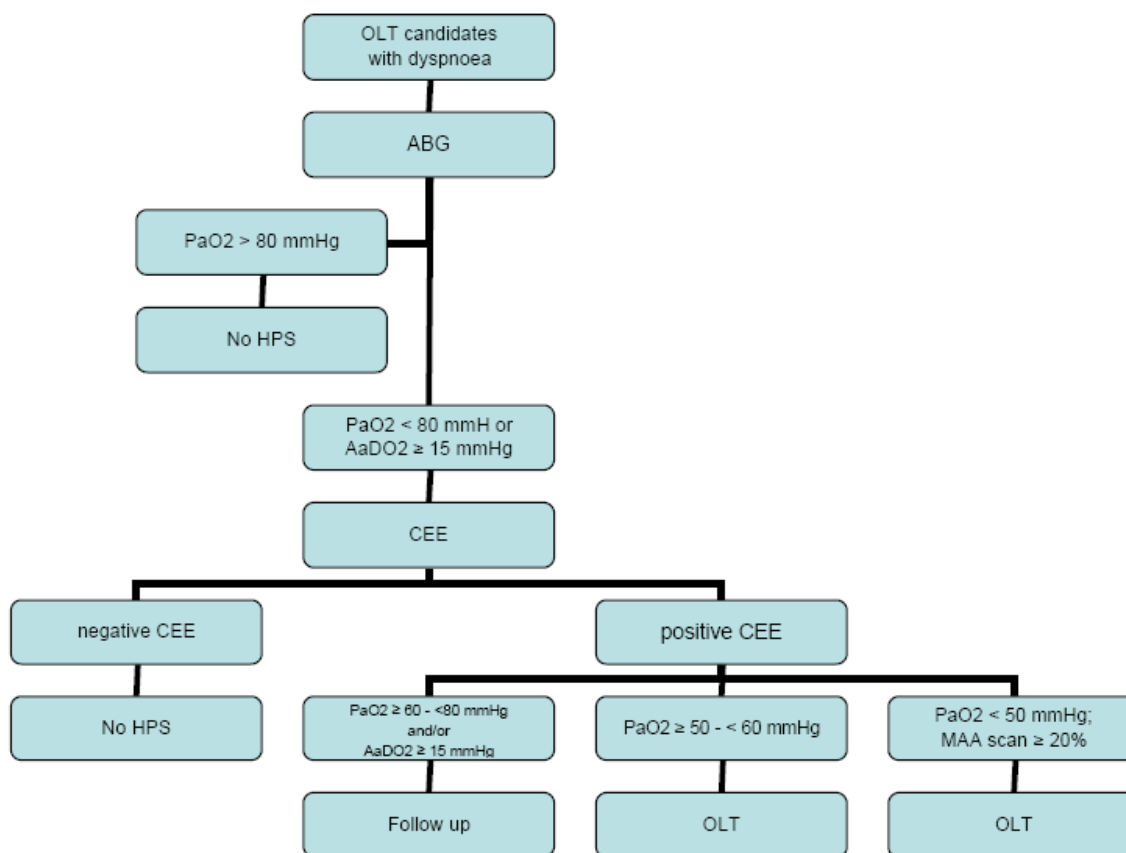 OLT candidates
with dyspnoea
ABG
PaO2 > 80 mmHg
No HPS
PaO2 < 80 mmH or
AaDO2 ≥ 15 mmHg
CEE
negative CEE
positive CEE
No HPS
PaO2 ≥ 60 - <80 mmHg
and/or
AaDO2 ≥ 15 mmHg
PaO2 ≥ 50 - < 60 mmHg
PaO2 < 50 mmHg;
MAA scan ≥ 20%
Follow up
OLT
OLT